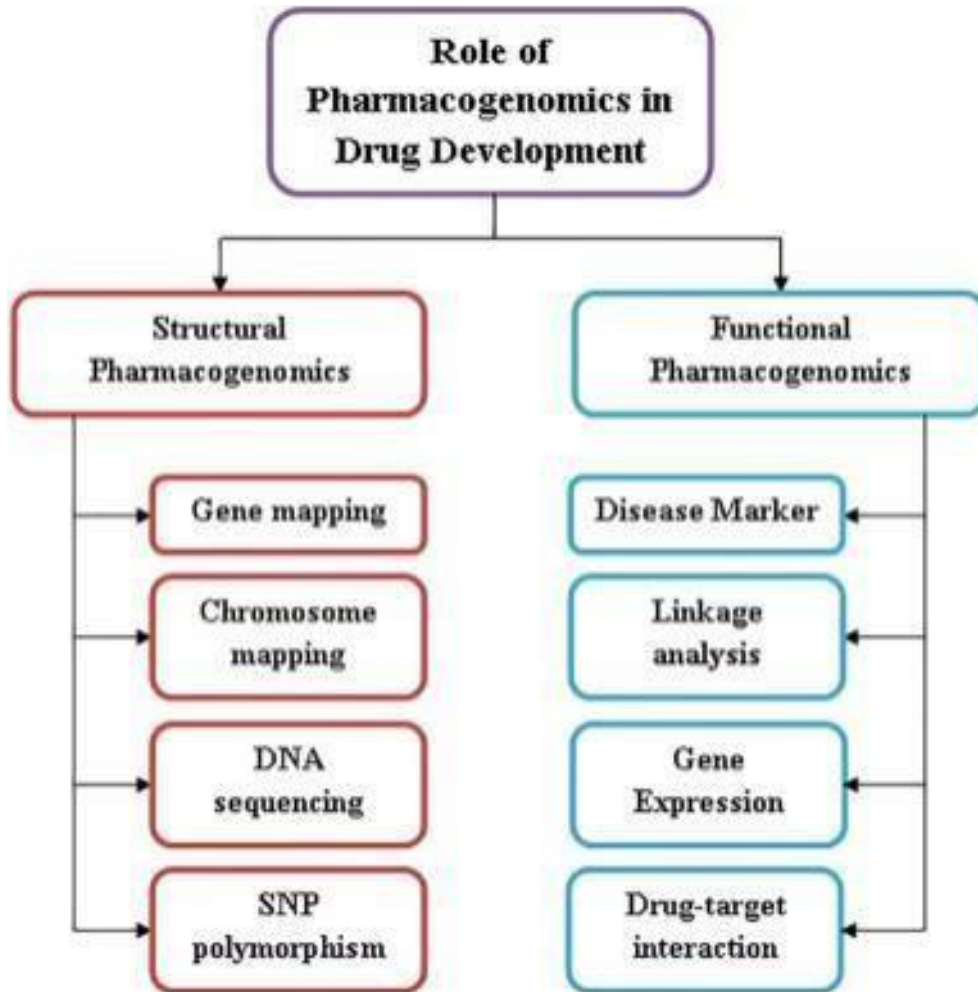 Role of
Pharmacogenomics in
Drug Development
Structural
Pharmacogenomics
Functional
Pharmacogenomics
Gene mapping
Disease Marker
Chromosome
mapping
Linkage
analysis
DNA
sequencing
Gene
Expression
SNP
polymorphism
Drug-target
interaction